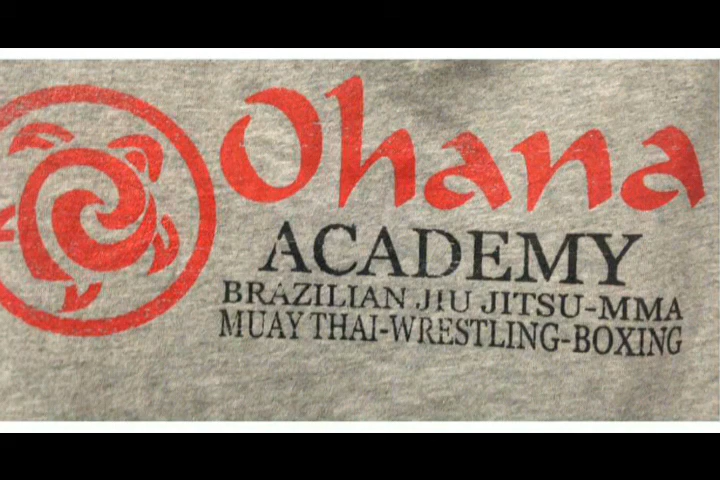 Ohana
ACADEMY
BRAZILIAN JIU JITSU-MMA
MUAY THAI-WRESTLING-BOXING